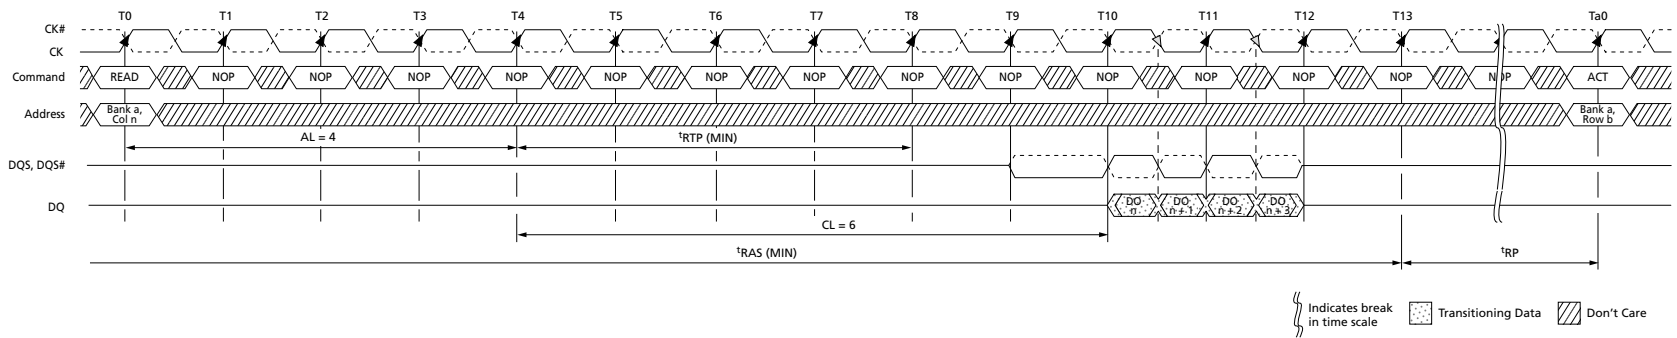 T0 T1 T2 T3 T4 T5 T6 T7 T8 T9 T10 T11 T12 T13 Ta0
CK#
CK
Command READ NOP NOP NOP NOP NOP NOP NOP NOP NOP NOP NOP NOP NOP NOP ACT
Address Bank a, Col n Bank a, Row b
AL = 4 tRTP (MIN)
DQS, DQS#
DQ DO n DO n + 1 DO n + 2 DO n + 3
CL = 6
tRAS (MIN) tRP
Indicates break
in time scale
Transitioning Data
Don't Care